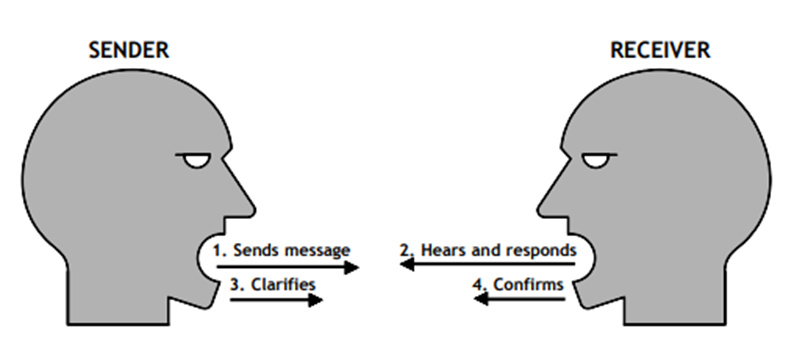 SENDER
RECEIVER
1. Sends message
2. Hears and responds
3. Clarifies
4. Confirms